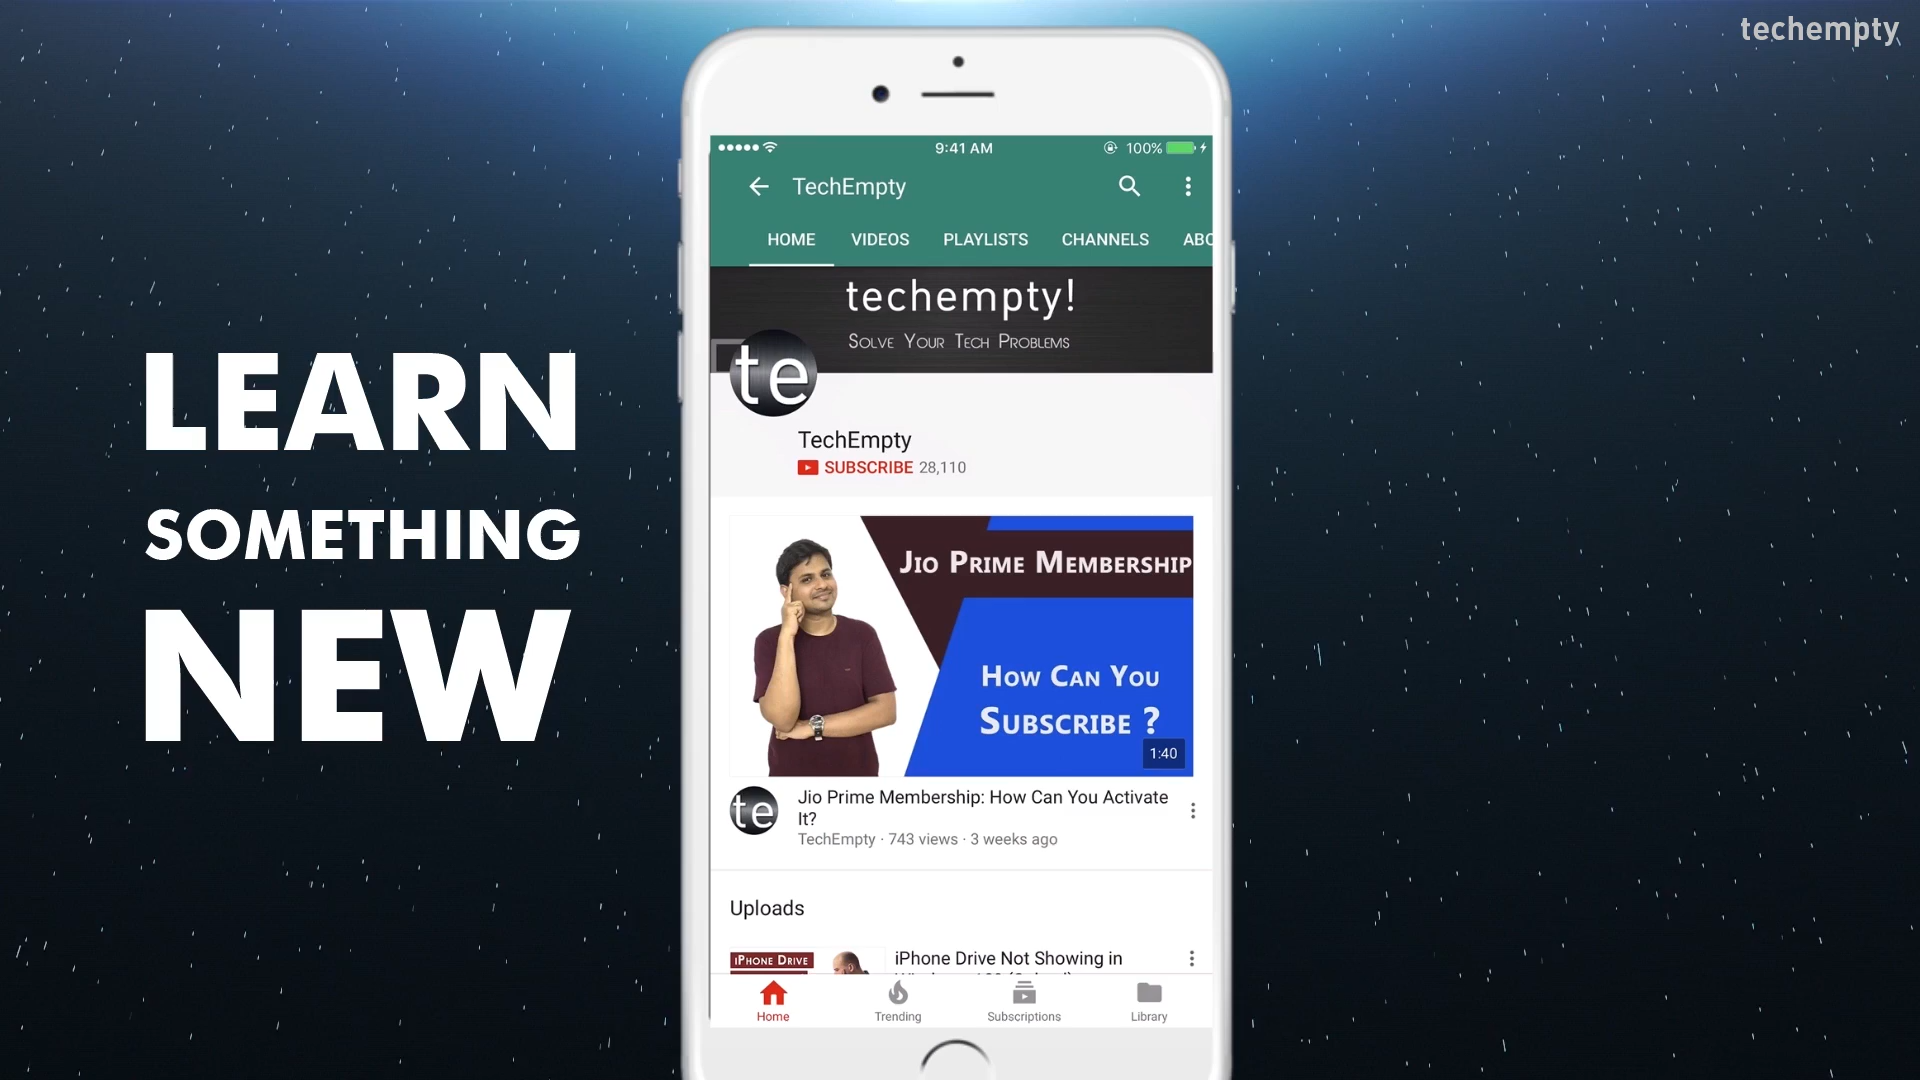 techempty
LEARN
SOMETHING
NEW
9:41 AM
100%
TechEmpty
HOME VIDEOS PLAYLISTS CHANNELS ABO
techempty!
Solve Your Tech Problems
te
TechEmpty
SUBSCRIBE 28,110
Jio Prime Membership
How Can You
Subscribe ?
1:40
te
Jio Prime Membership: How Can You Activate
It?
TechEmpty · 743 views · 3 weeks ago
Uploads
iPhone Drive
iPhone Drive Not Showing in
Home Trending Subscriptions Library